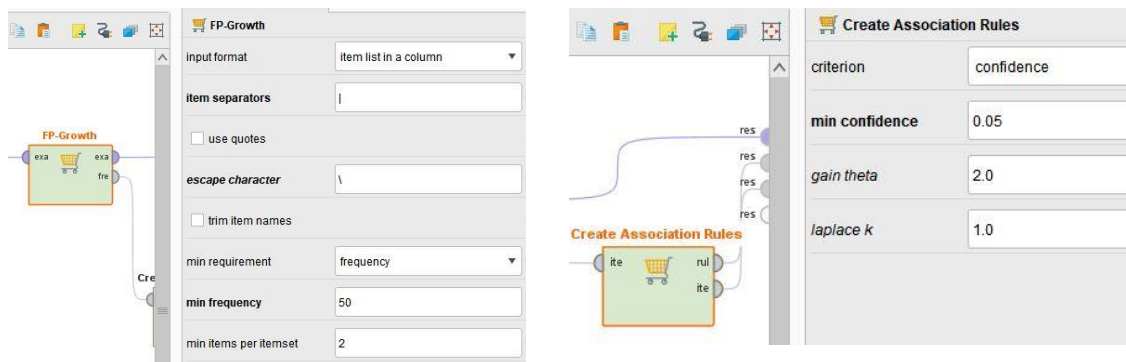 FP-Growth
input format
item list in a column
item separators
|
use quotes
escape character
\
trim item names
min requirement
frequency
min frequency
50
min items per itemset
2
FP-Growth
exa
exa
fre
Cre
Create Association Rules
criterion
confidence
min confidence
0.05
gain theta
2.0
laplace k
1.0
res
res
res
res
Create Association Rules
ite
rul
ite